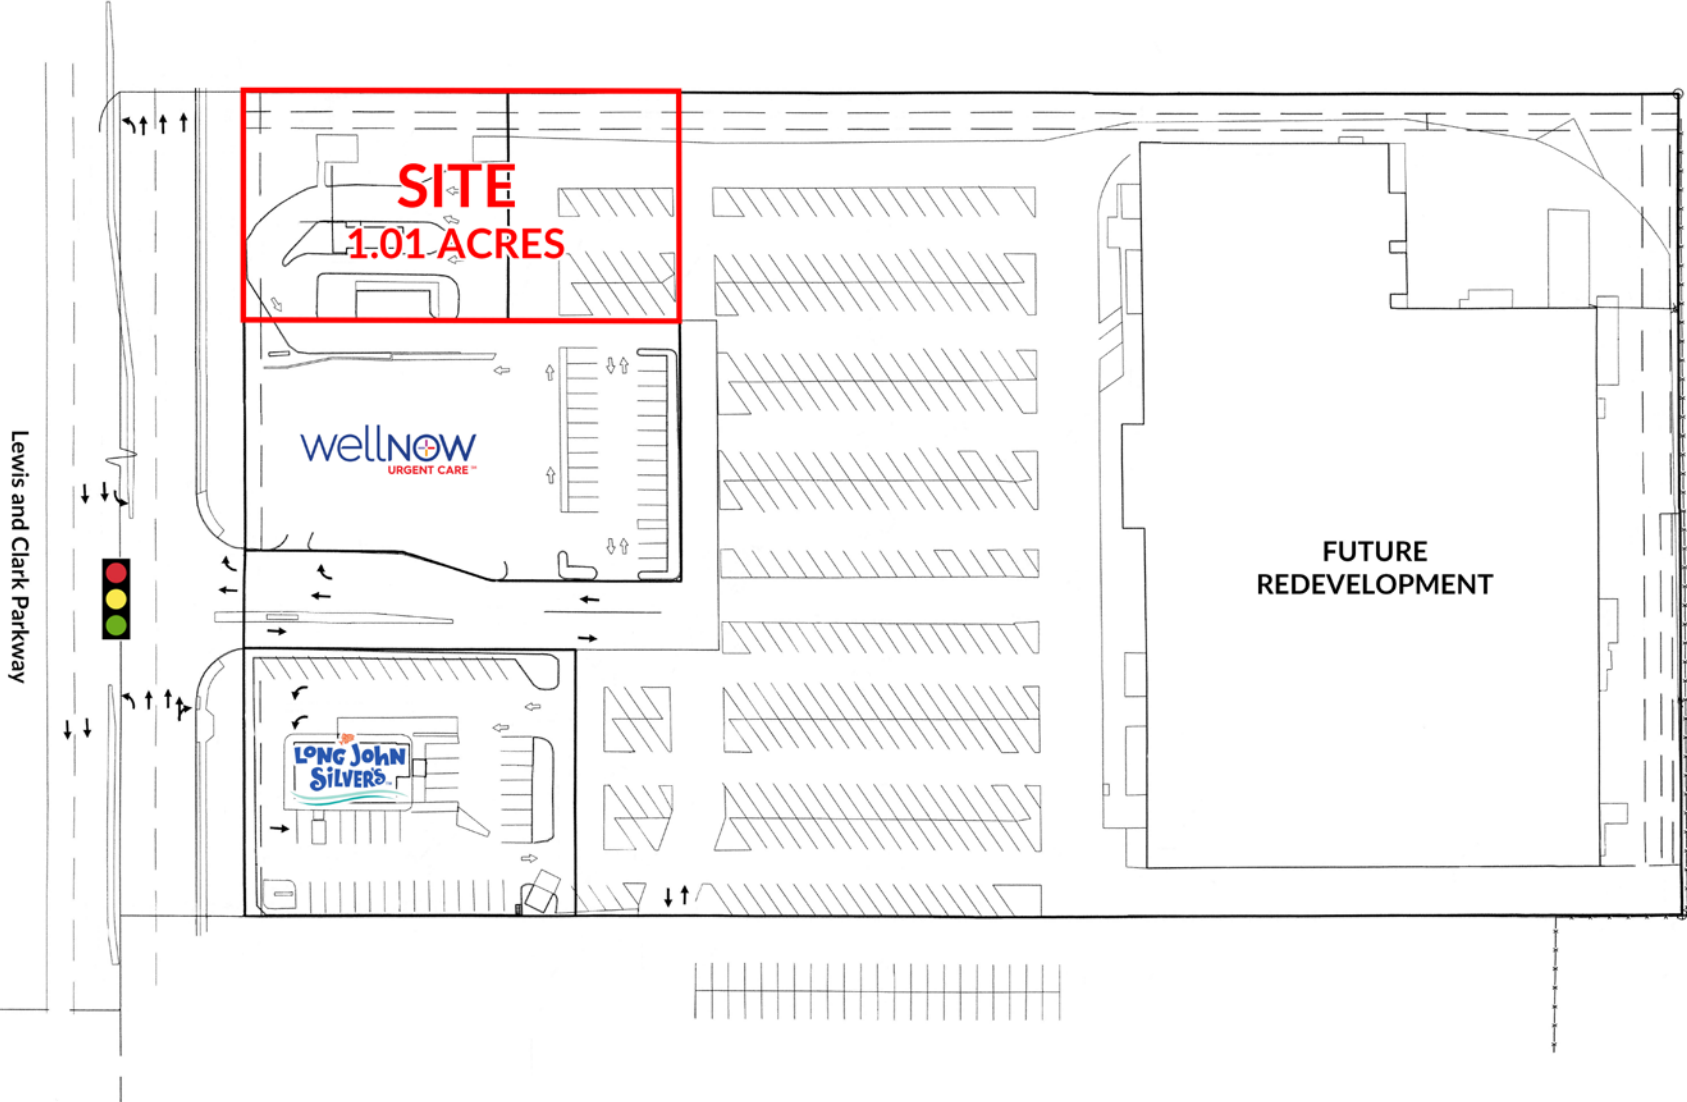 SITE
1.01 ACRES
wellNOW
URGENT CARE
Lewis and Clark Parkway
FUTURE
REDEVELOPMENT
LONG JOHN
SILVER'S